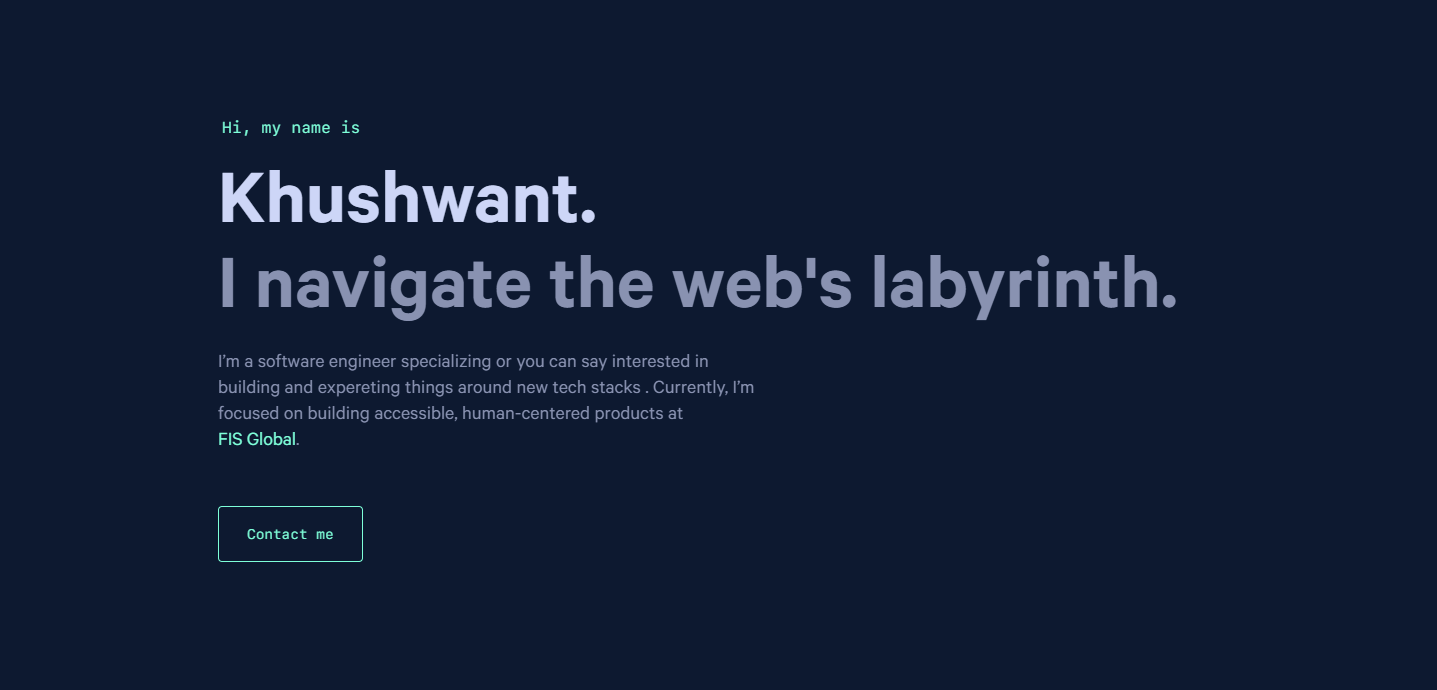 Hi, my name is
Khushwant.
I navigate the web's labyrinth.
I’m a software engineer specializing or you can say interested in
building and expereting things around new tech stacks . Currently, I’m
focused on building accessible, human-centered products at
FIS Global.
Contact me